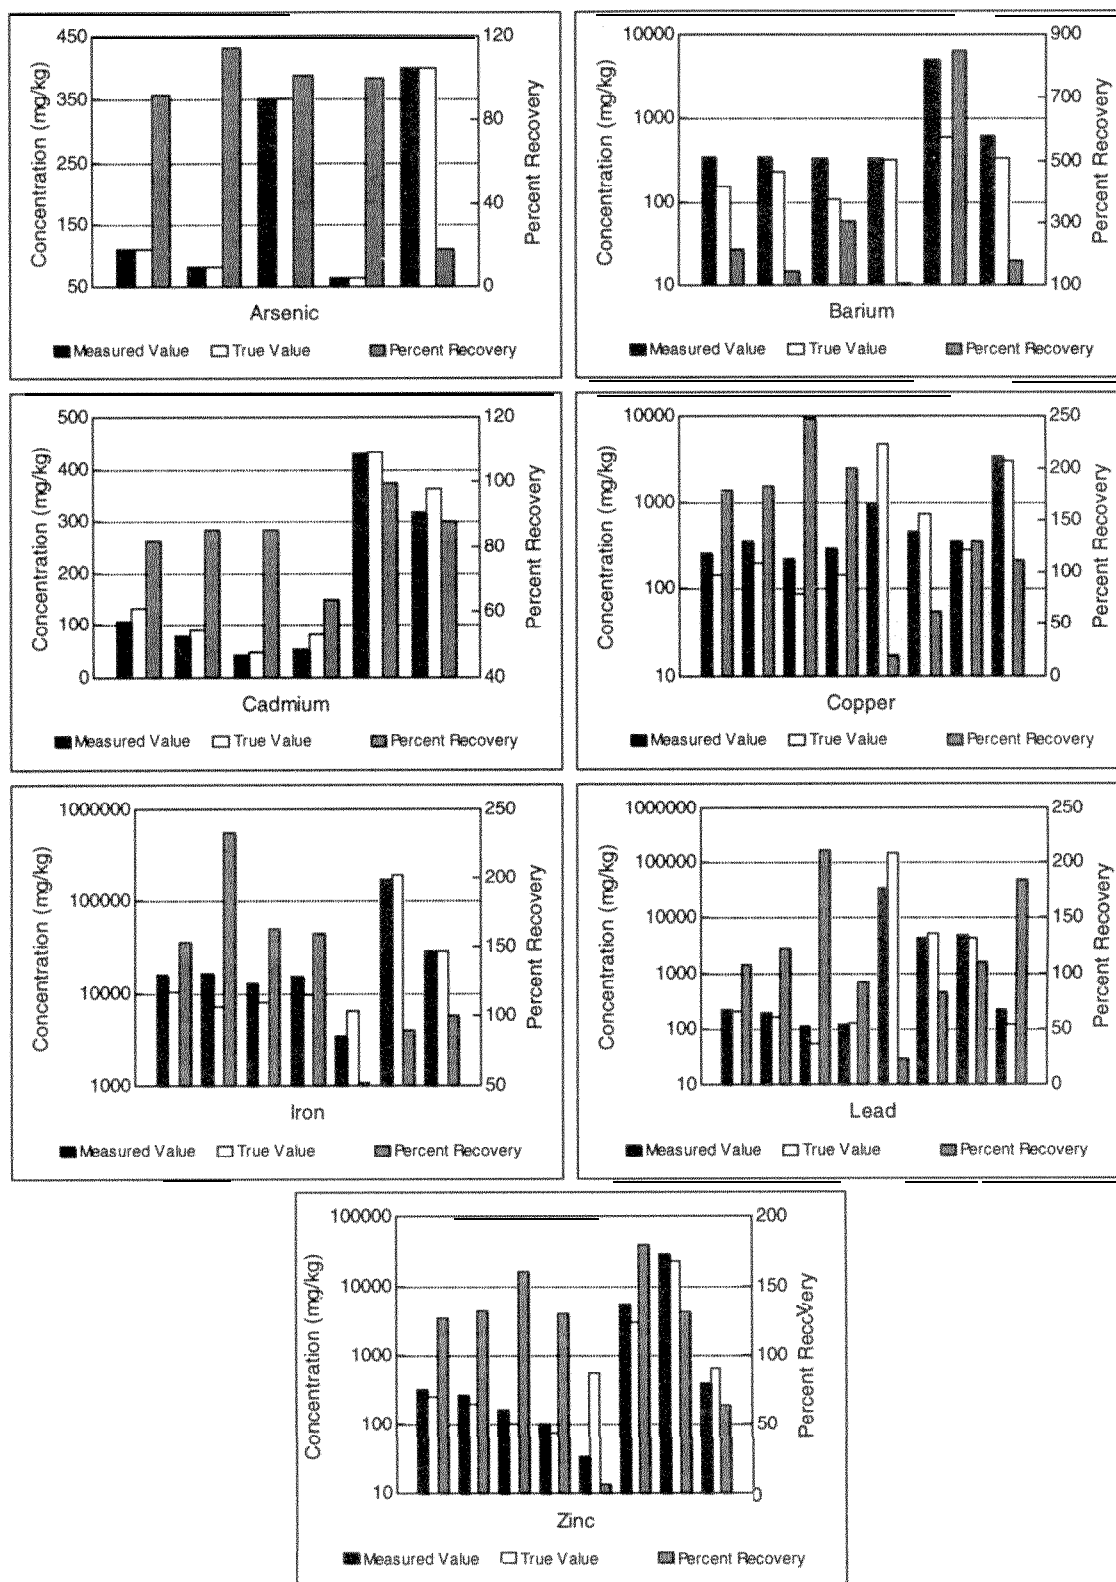 450
350
250
150
50
120
80
40
0
Concentration (mg/kg)
Percent Recovery
Arsenic
Measured Value True Value Percent Recovery
10000
1000
100
10
900
700
500
300
100
Concentration (mg/kg)
Percent Recovery
Barium
Measured Value True Value Percent Recovery
500
400
300
200
100
0
120
100
80
60
40
Concentration (mg/kg)
Percent Recovery
Cadmium
Measured Value True Value Percent Recovery
10000
1000
100
10
250
200
150
100
50
0
Concentration (mg/kg)
Percent Recovery
Copper
Measured Value True Value Percent Recovery
1000000
100000
10000
1000
250
200
150
100
50
Concentration (mg/kg)
Percent Recovery
Iron
Measured Value True Value Percent Recovery
1000000
100000
10000
1000
100
10
250
200
150
100
50
0
Concentration (mg/kg)
Percent Recovery
Lead
Measured Value True Value Percent Recovery
100000
10000
1000
100
10
200
150
100
50
0
Concentration (mg/kg)
Percent Recovery
Zinc
Measured Value True Value Percent Recovery